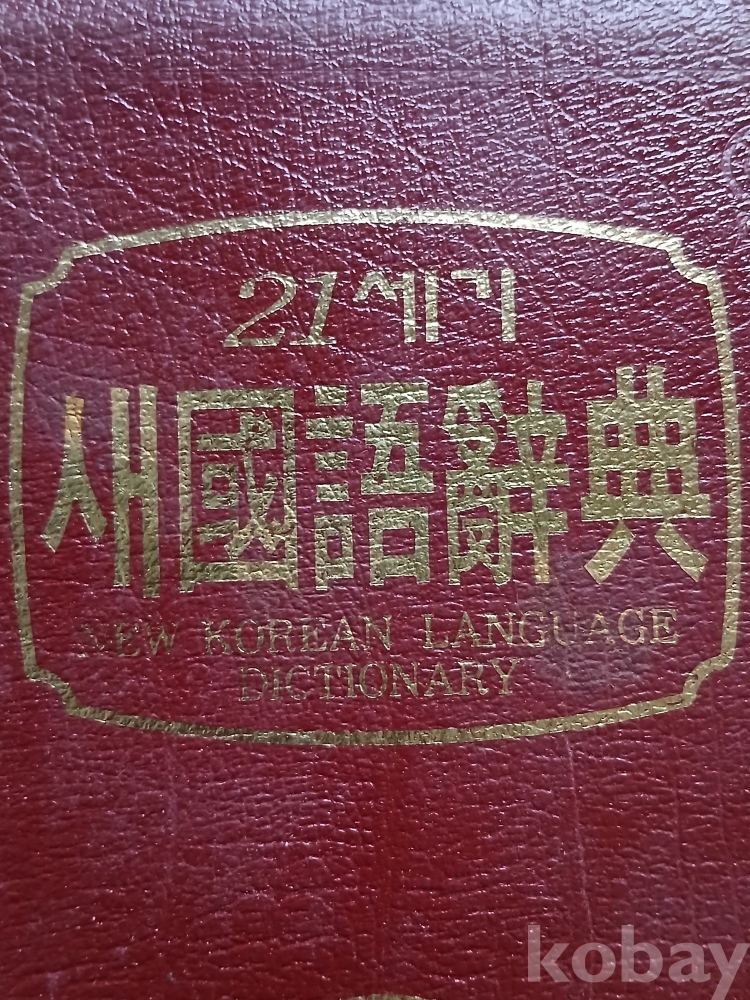 21세기
새國語辭典
NEW KOREAN LANGUAGE
DICTIONARY
kobay